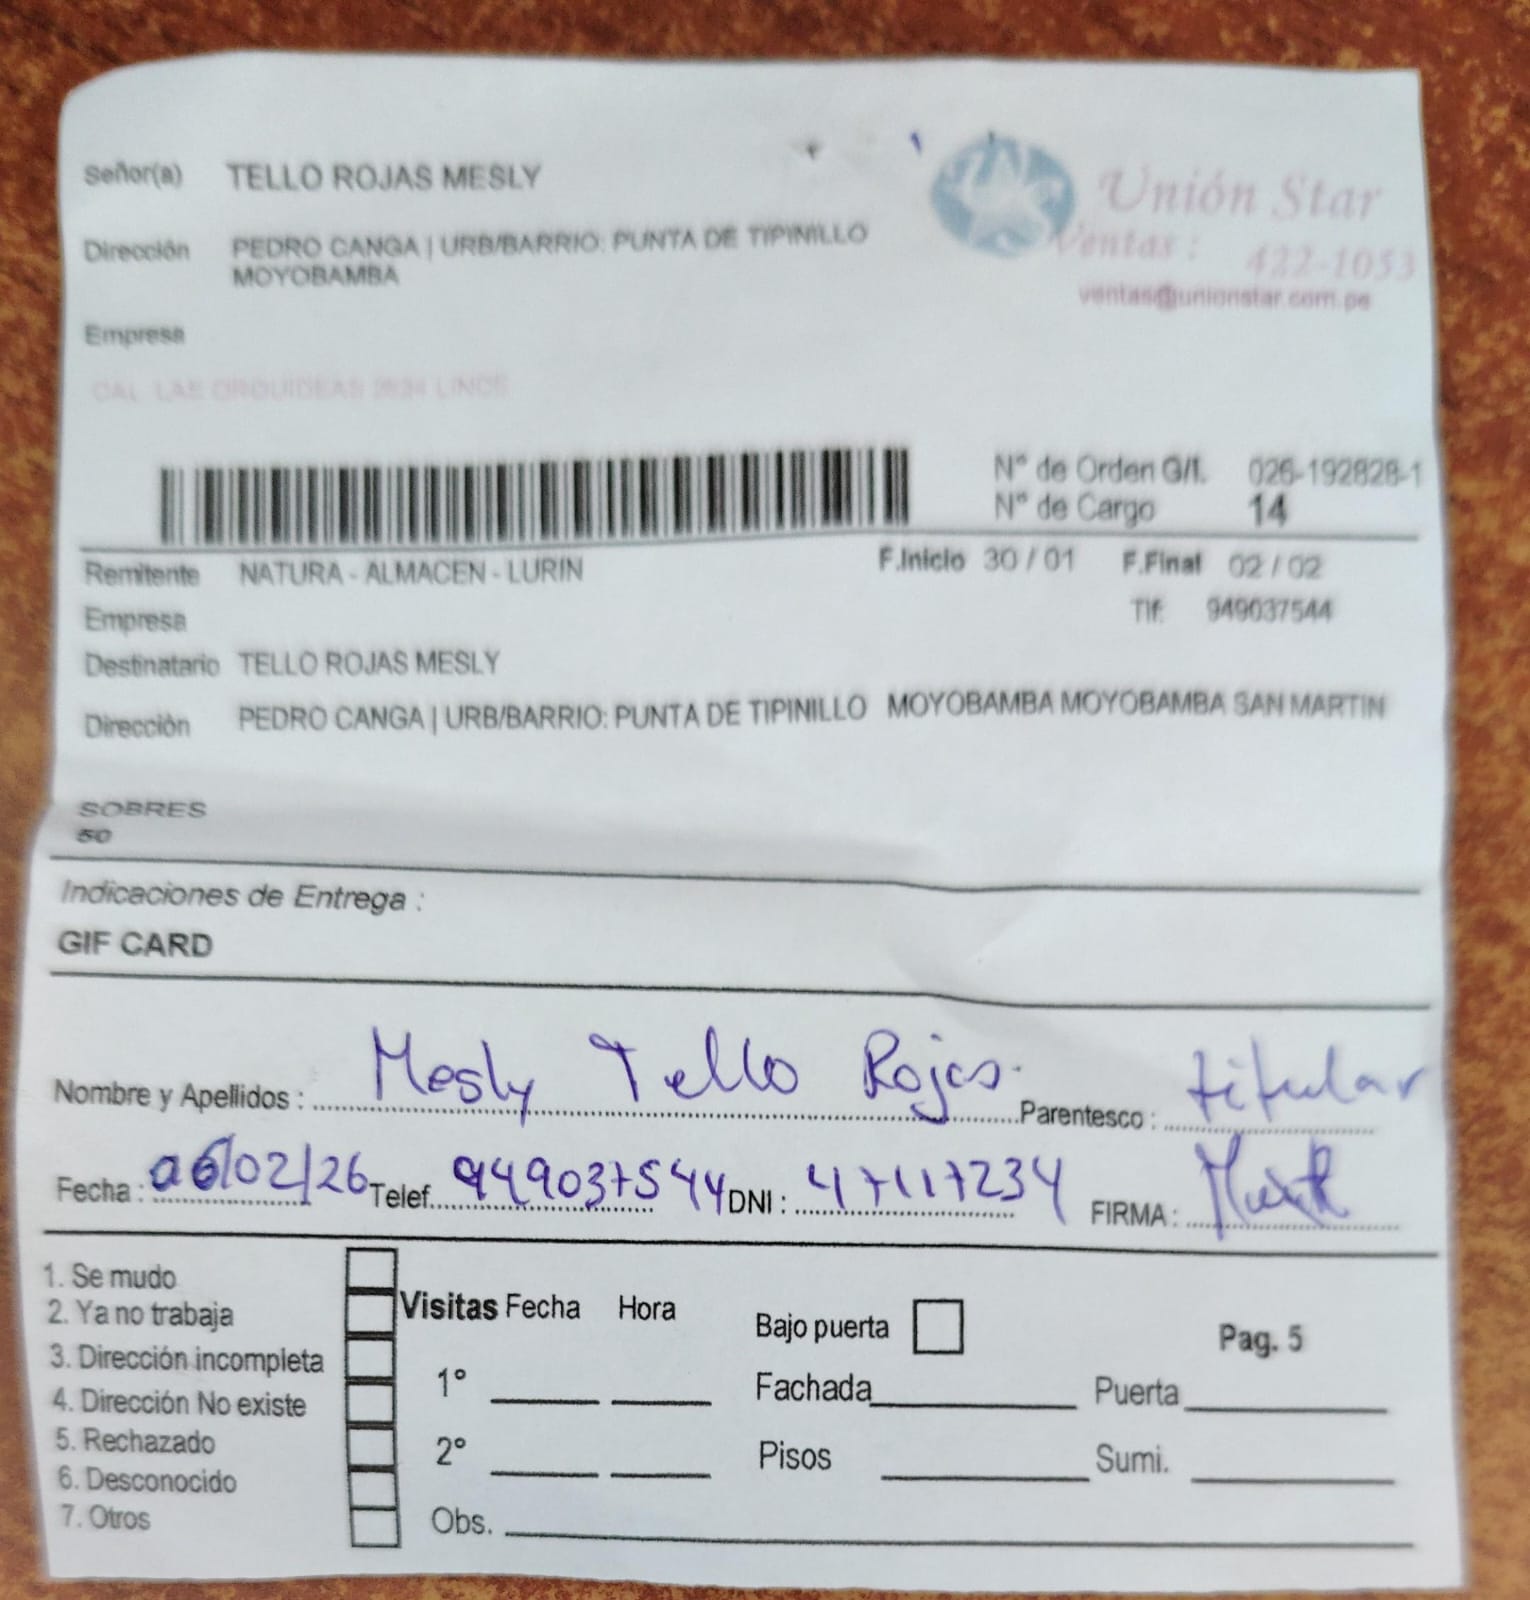 Señor(a) TELLO ROJAS MESLY
Unión Star
Dirección PEDRO CANGA | URB/BARRIO: PUNTA DE TIPINILLO
MOYOBAMBA
Ventas : 422-1053
ventas@unionstar.com.pe
Empresa
CAL. LAS ORQUIDEAS LINCE
N° de Orden G/t. 026-192828-1
N° de Cargo 14
Remitente NATURA - ALMACEN - LURIN F.Inicio 30 / 01 F.Final 02 / 02
Empresa Tlf: 949037544
Destinatario TELLO ROJAS MESLY
Dirección PEDRO CANGA | URB/BARRIO: PUNTA DE TIPINILLO MOYOBAMBA MOYOBAMBA SAN MARTIN
SOBRES
50
Indicaciones de Entrega :
GIF CARD
Nombre y Apellidos : Mesly Tello Rojas. Parentesco : titular
Fecha : 06/02/26 Telef. 949037544 DNI : 47117234 FIRMA :
1. Se mudo
2. Ya no trabaja
3. Dirección incompleta
4. Dirección No existe
5. Rechazado
6. Desconocido
7. Otros
Visitas Fecha Hora
1°
2°
Obs.
Bajo puerta Pag. 5
Fachada Puerta
Pisos Sumi.